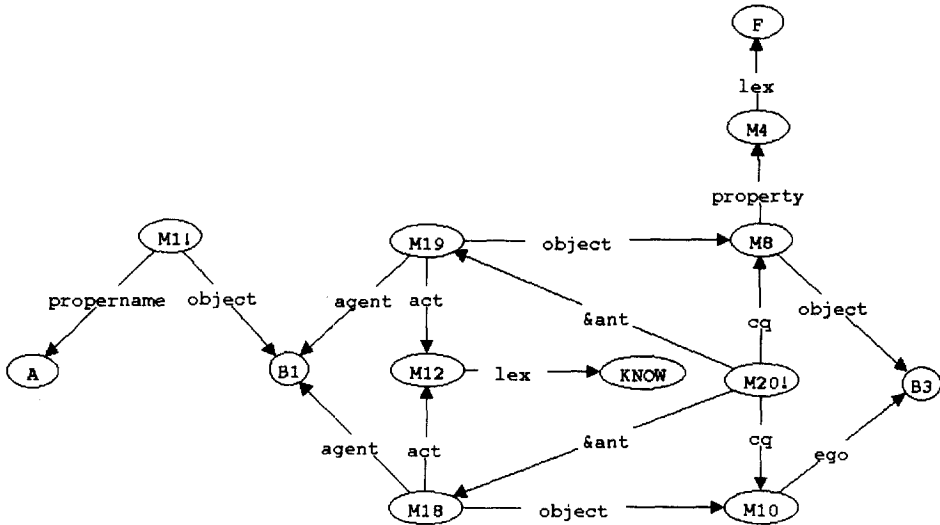 F
lex
M4
property
M1!
M19
object
M8
propername
object
agent
act
&ant
cq
object
A
B1
M12
lex
KNOW
M20!
B3
agent
act
&ant
cq
ego
M18
object
M10